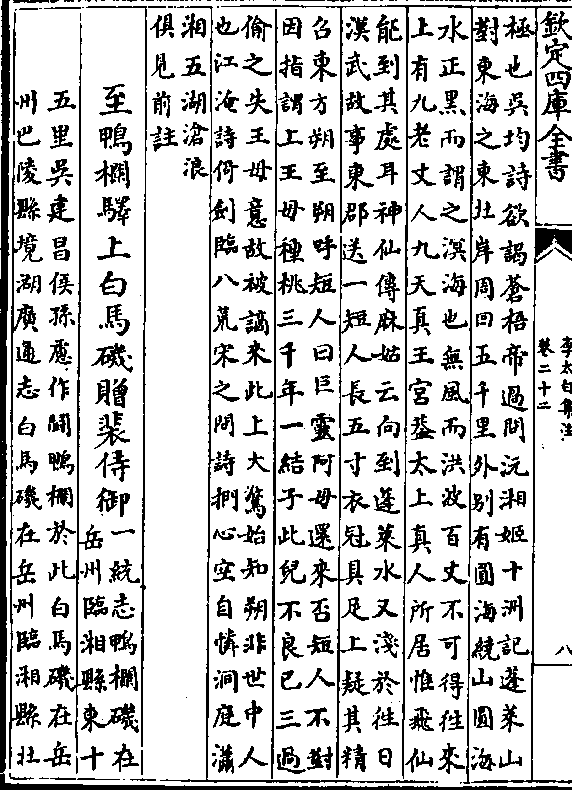 欽定四庫全書
李太白集注
卷二十二
八
極也吳均詩欲謁蒼梧帝過問沅湘姬十洲記蓬萊山
對東海之東北岸周回五千里外别有圓海繞山圓海
水正黑而謂之溟海也無風而洪波百丈不可得往來
上有九老丈人九天真王宫葢太上真人所居惟飛仙
能到其處耳神仙傳麻姑云向到蓬萊水又淺於往日
漢武故事東郡送一短人長五寸衣冠具足上疑其精
召東方朔至朔呼短人曰巨靈阿母還來否短人不對
因指謂上王母種桃三千年一結子此兒不良已三過
偷之失王母意故被謫來此上大驚始知朔非世中人
也江淹詩倚劍臨八荒宋之問詩捫心空自憐洞庭瀟
湘五湖滄浪
俱見前註
至鴨欄驛上白馬磯贈裴侍御
一統志鴨欄磯在
岳州臨湘縣東十
五里吳建昌侯孫慮作鬭鴨欄於此白馬磯在岳
州巴陵縣境湖廣通志白馬磯在岳州臨湘縣北